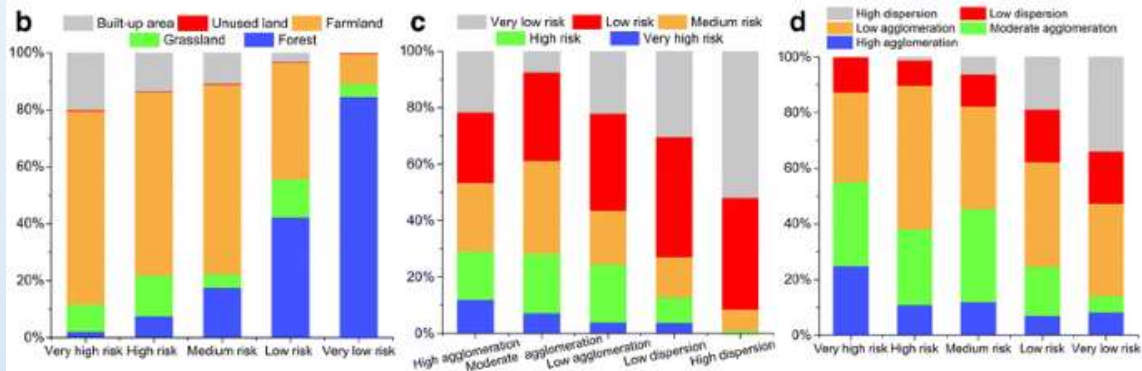 b
Built-up area Unused land Farmland
Grassland Forest
100%
80%
60%
40%
20%
0%
Very high risk High risk Medium risk Low risk Very low risk
c
Very low risk Low risk Medium risk
High risk Very high risk
100%
80%
60%
40%
20%
0%
High agglomeration
Moderate agglomeration
Low agglomeration
Low dispersion
High dispersion
d
High dispersion Low dispersion
Low agglomeration Moderate agglomeration
High agglomeration
100%
80%
60%
40%
20%
0%
Very high risk High risk Medium risk Low risk Very low risk